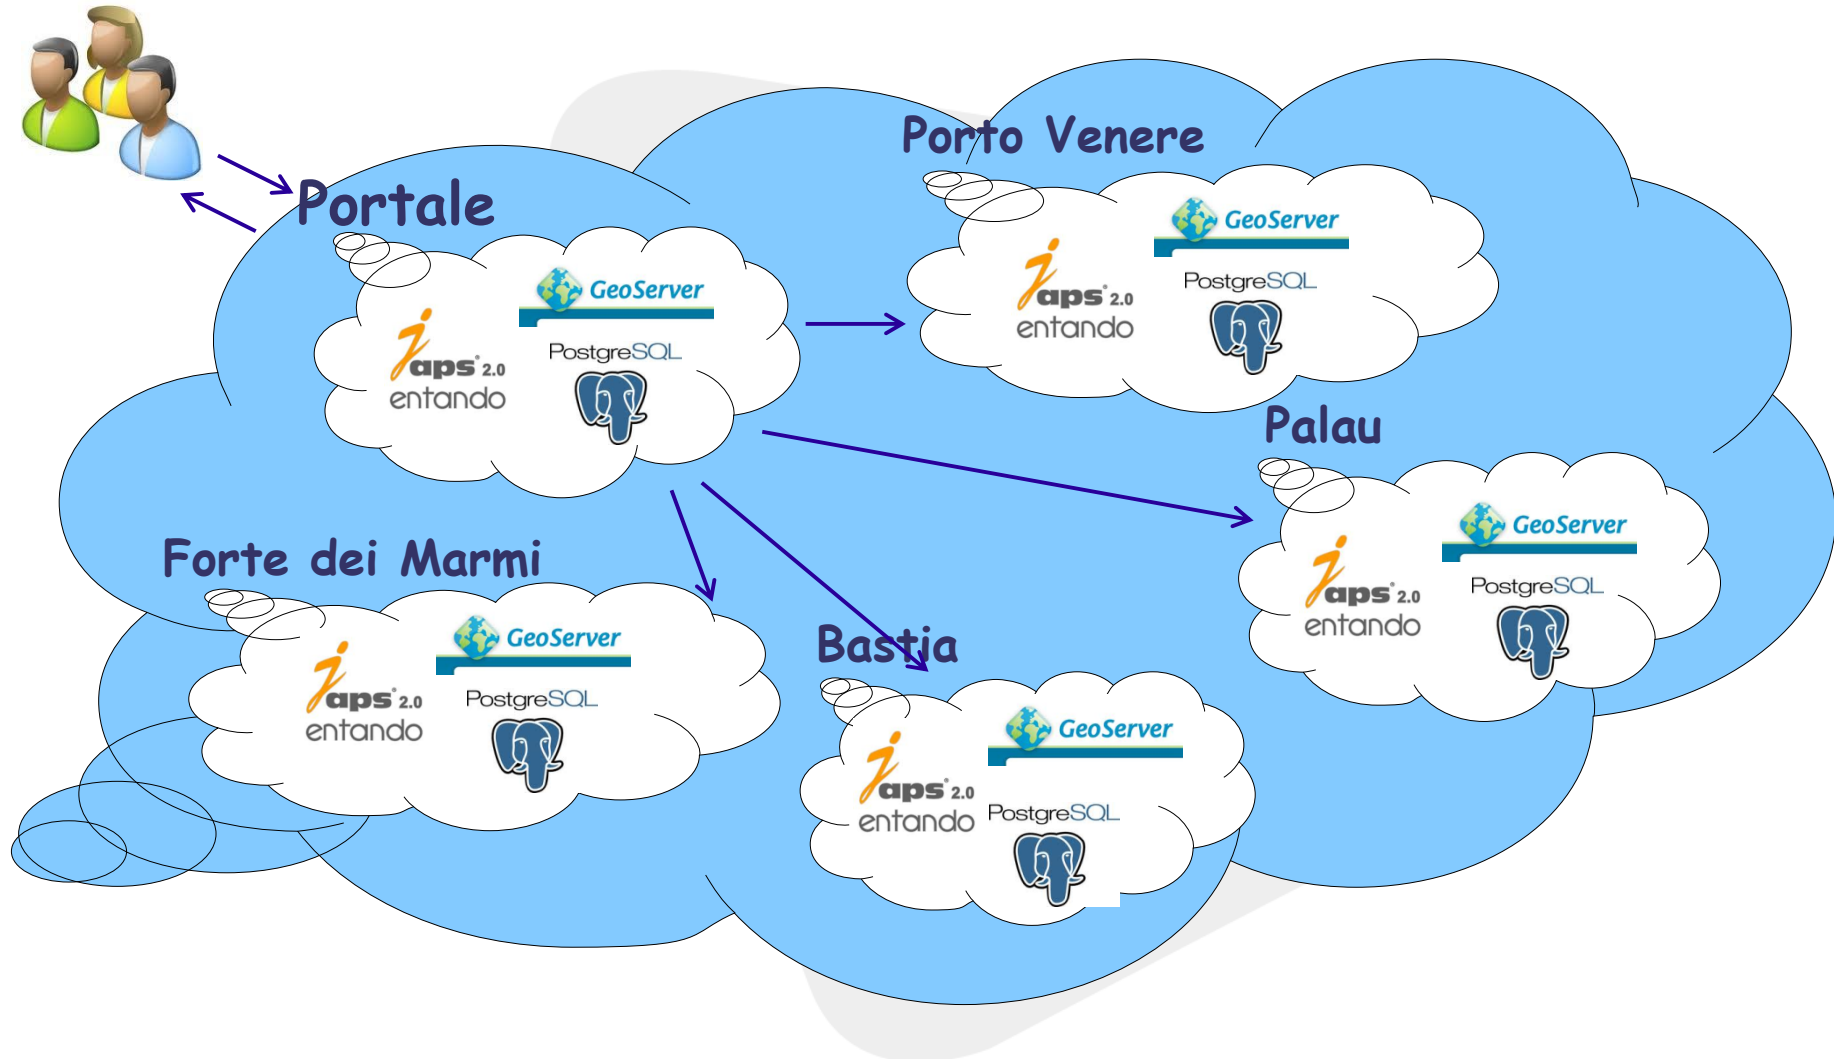 Portale
GeoServer
PostgreSQL
japs° 2.0
entando
Porto Venere
GeoServer
PostgreSQL
japs° 2.0
entando
Palau
GeoServer
PostgreSQL
japs° 2.0
entando
Forte dei Marmi
GeoServer
PostgreSQL
japs° 2.0
entando
Bastia
GeoServer
PostgreSQL
japs° 2.0
entando